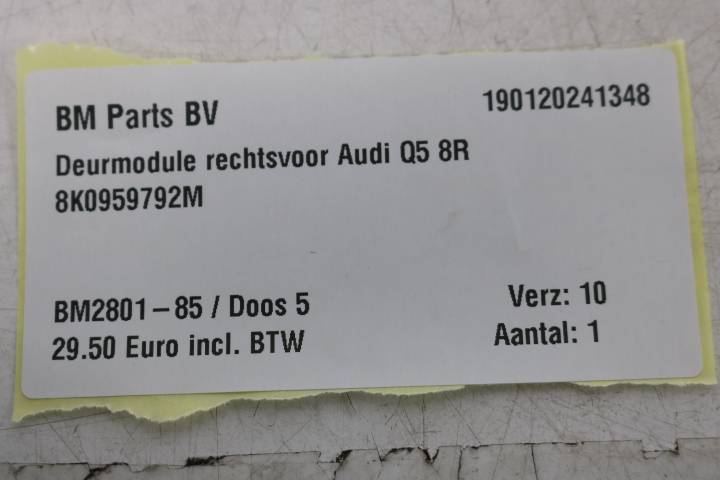 BM Parts BV 190120241348
Deurmodule rechtsvoor Audi Q5 8R
8K0959792M
BM2801-85 / Doos 5 Verz: 10
29.50 Euro incl. BTW Aantal: 1